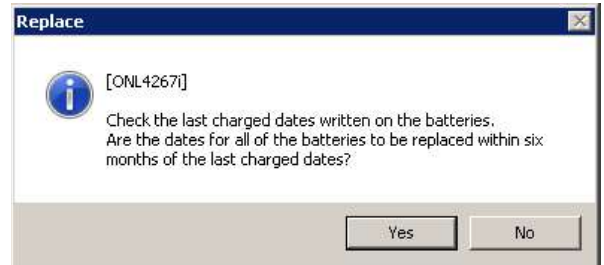 Replace
[ONL4267i]
Check the last charged dates written on the batteries.
Are the dates for all of the batteries to be replaced within six
months of the last charged dates?
Yes No